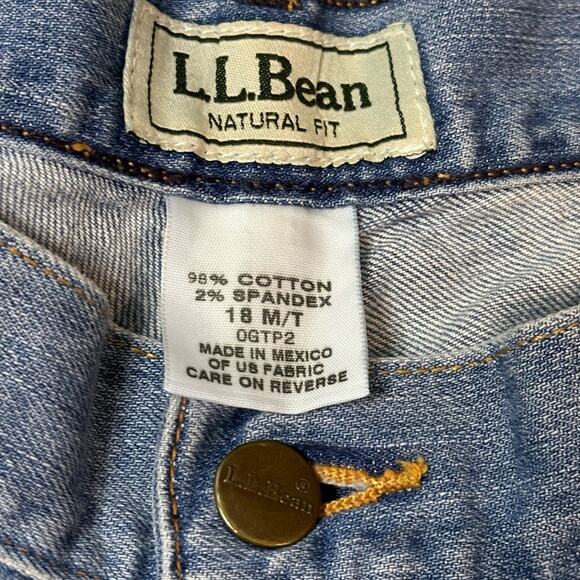 L.L.Bean
NATURAL FIT
98% COTTON
2% SPANDEX
18 M/T
0GTP2
MADE IN MEXICO
OF US FABRIC
CARE ON REVERSE
L.L.Bean®